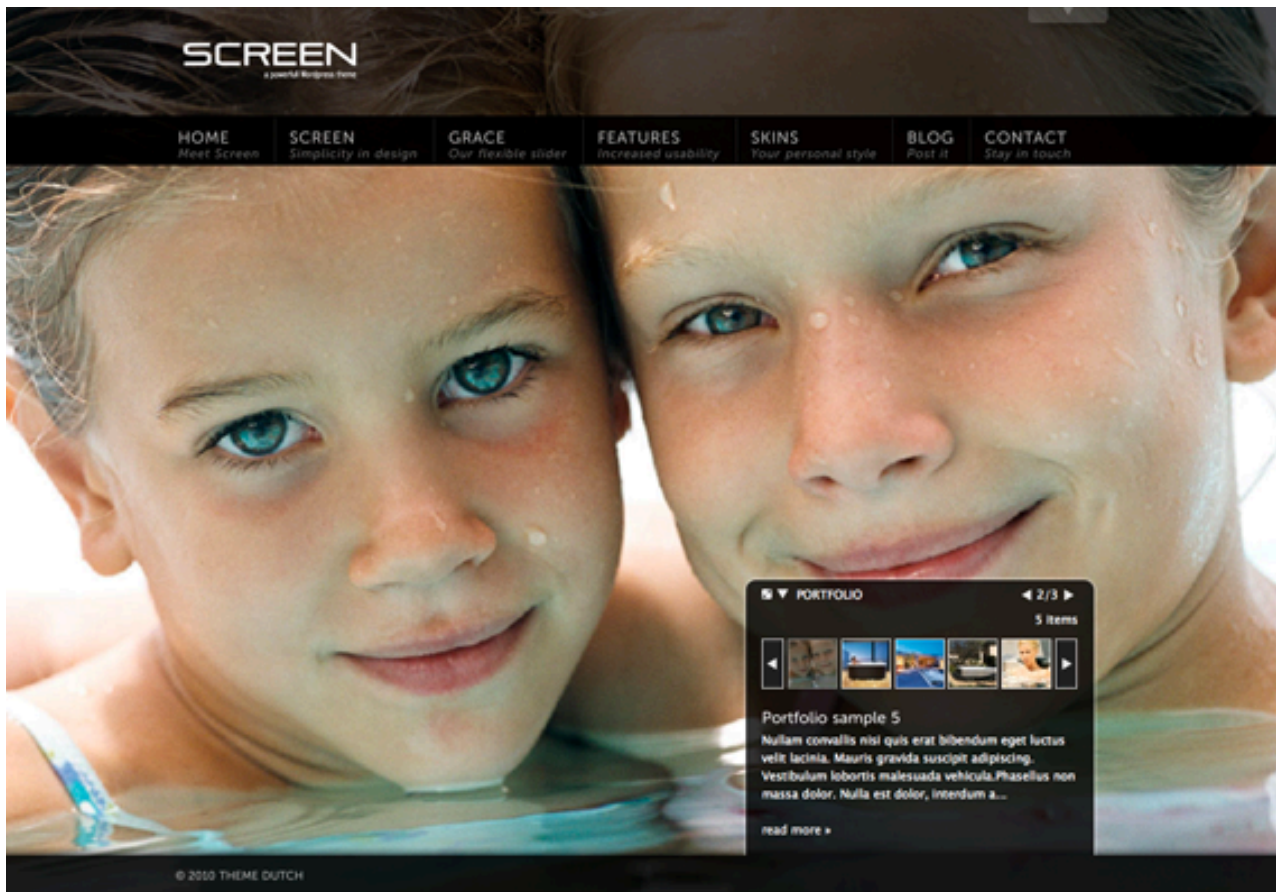 SCREEN
a powerful Wordpress theme
HOME
Meet Screen
SCREEN
Simplicity in design
GRACE
Our flexible slider
FEATURES
Increased usability
SKINS
Your personal style
BLOG
Post it
CONTACT
Stay in touch
PORTFOLIO
2/3
5 items
Portfolio sample 5
Nullam convallis nisi quis erat bibendum eget luctus
velit lacinia. Mauris gravida suscipit adipiscing.
Vestibulum lobortis malesuada vehicula.Phasellus non
massa dolor. Nulla est dolor, interdum a...
read more »
© 2010 THEME DUTCH